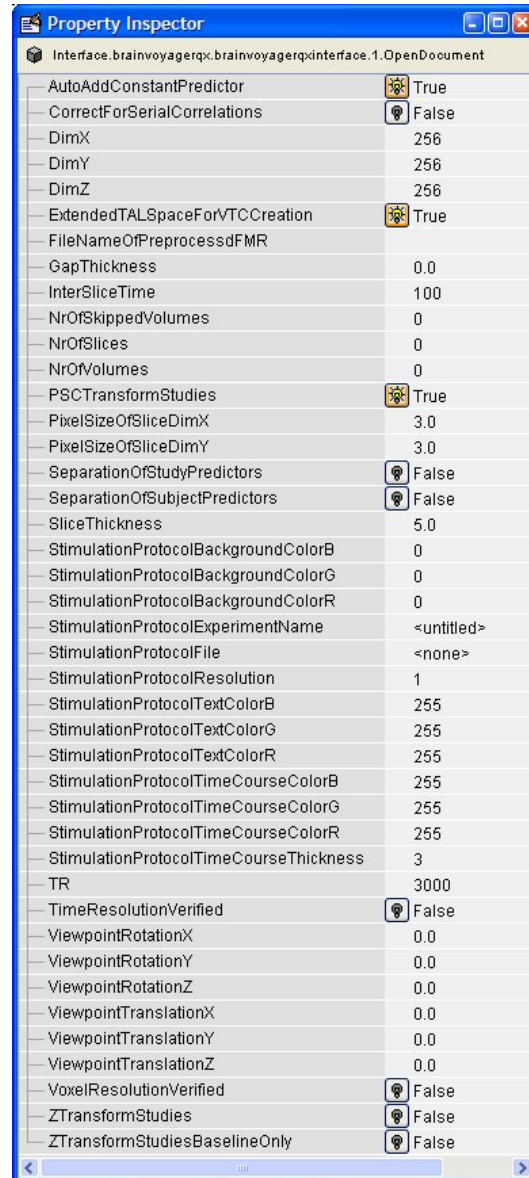 Property Inspector
Interface.brainvoyagerqx.brainvoyagerqxinterface.1.OpenDocument
AutoAddConstantPredictor True
CorrectForSerialCorrelations False
DimX 256
DimY 256
DimZ 256
ExtendedTALSpaceForVTCCreation True
FileNameOfPreprocessdFMR
GapThickness 0.0
InterSliceTime 100
NrOfSkippedVolumes 0
NrOfSlices 0
NrOfVolumes 0
PSCTransformStudies True
PixelSizeOfSliceDimX 3.0
PixelSizeOfSliceDimY 3.0
SeparationOfStudyPredictors False
SeparationOfSubjectPredictors False
SliceThickness 5.0
StimulationProtocolBackgroundColorB 0
StimulationProtocolBackgroundColorG 0
StimulationProtocolBackgroundColorR 0
StimulationProtocolExperimentName <untitled>
StimulationProtocolFile <none>
StimulationProtocolResolution 1
StimulationProtocolTextColorB 255
StimulationProtocolTextColorG 255
StimulationProtocolTextColorR 255
StimulationProtocolTimeCourseColorB 255
StimulationProtocolTimeCourseColorG 255
StimulationProtocolTimeCourseColorR 255
StimulationProtocolTimeCourseThickness 3
TR 3000
TimeResolutionVerified False
ViewpointRotationX 0.0
ViewpointRotationY 0.0
ViewpointRotationZ 0.0
ViewpointTranslationX 0.0
ViewpointTranslationY 0.0
ViewpointTranslationZ 0.0
VoxelResolutionVerified False
ZTransformStudies False
ZTransformStudiesBaselineOnly False